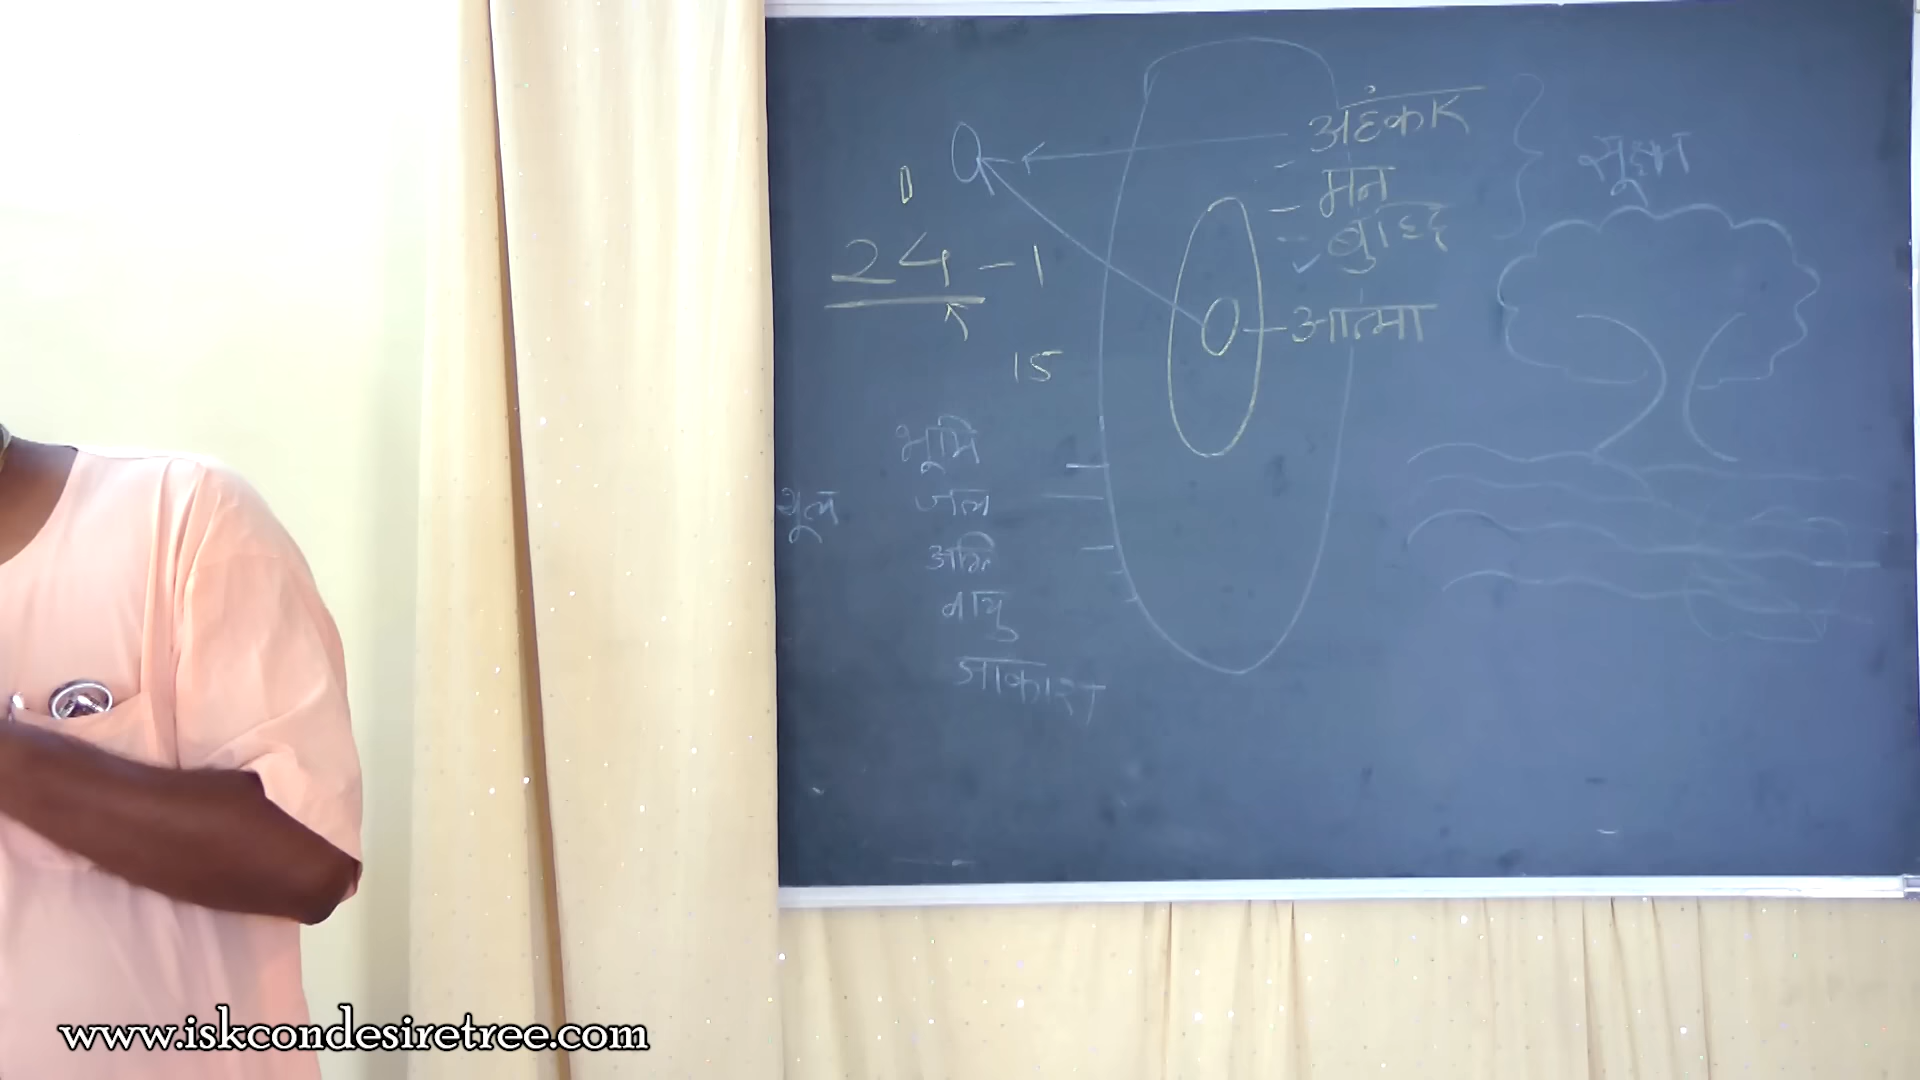 अहंकार
सूक्ष्म
मन
बुद्धि
24 - 1
आत्मा
15
भूमि
जल
थूल
अग्नि
वायु
आकाश
www.iskcondesiretree.com